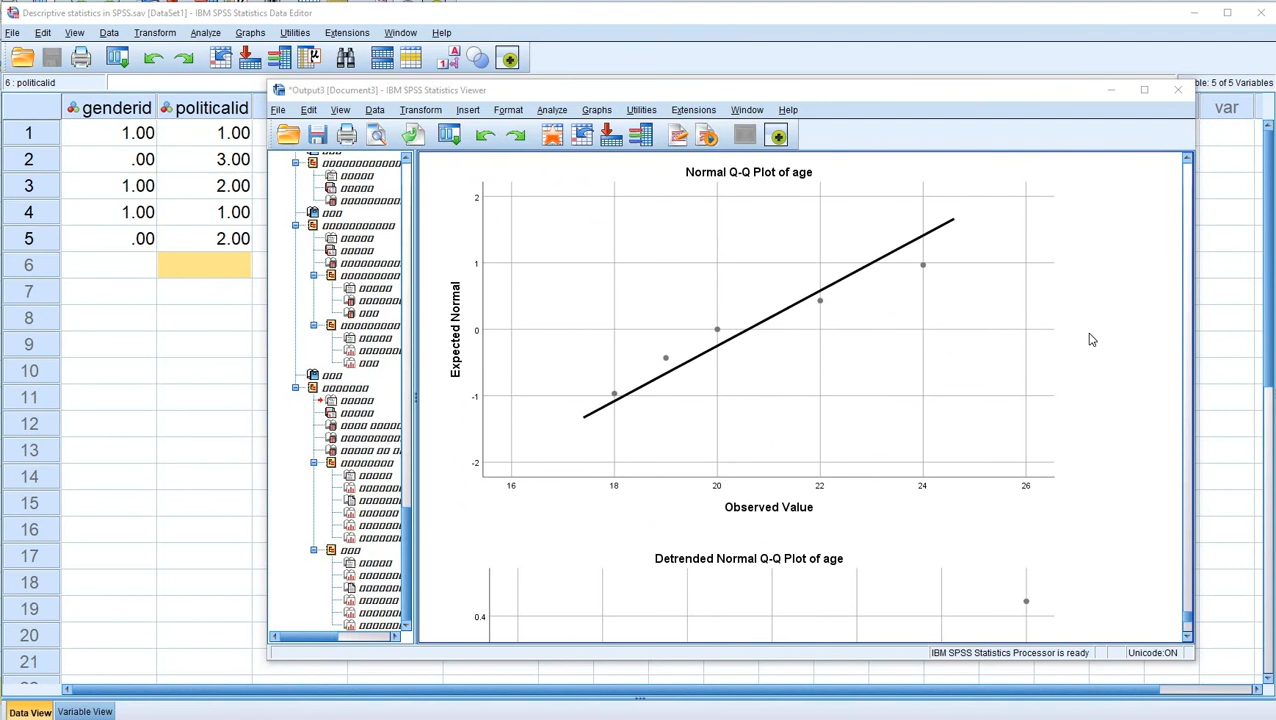 Descriptive statistics in SPSS.sav [DataSet1] - IBM SPSS Statistics Data Editor
File Edit View Data Transform Analyze Graphs Utilities Extensions Window Help
6 : politicalid
ble: 5 of 5 Variables
genderid politicalid var
1 1.00 1.00
2 .00 3.00
3 1.00 2.00
4 1.00 1.00
5 .00 2.00
6
7
8
9
10
11
12
13
14
15
16
17
18
19
20
21
*Output3 [Document3] - IBM SPSS Statistics Viewer
File Edit View Data Transform Insert Format Analyze Graphs Utilities Extensions Window Help
Normal Q-Q Plot of age
Expected Normal
2
1
0
-1
-2
16 18 20 22 24 26
Observed Value
Detrended Normal Q-Q Plot of age
0.4
IBM SPSS Statistics Processor is ready Unicode:ON
Data View Variable View